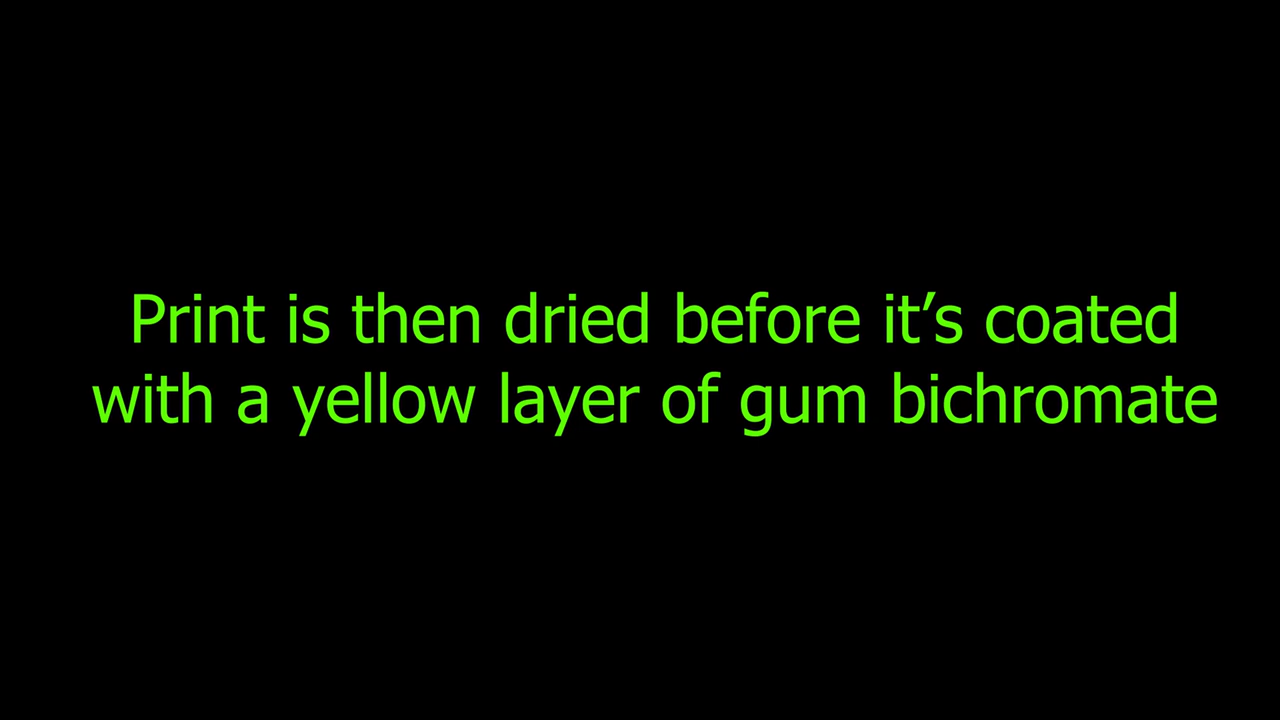 Print is then dried before it’s coated
with a yellow layer of gum bichromate